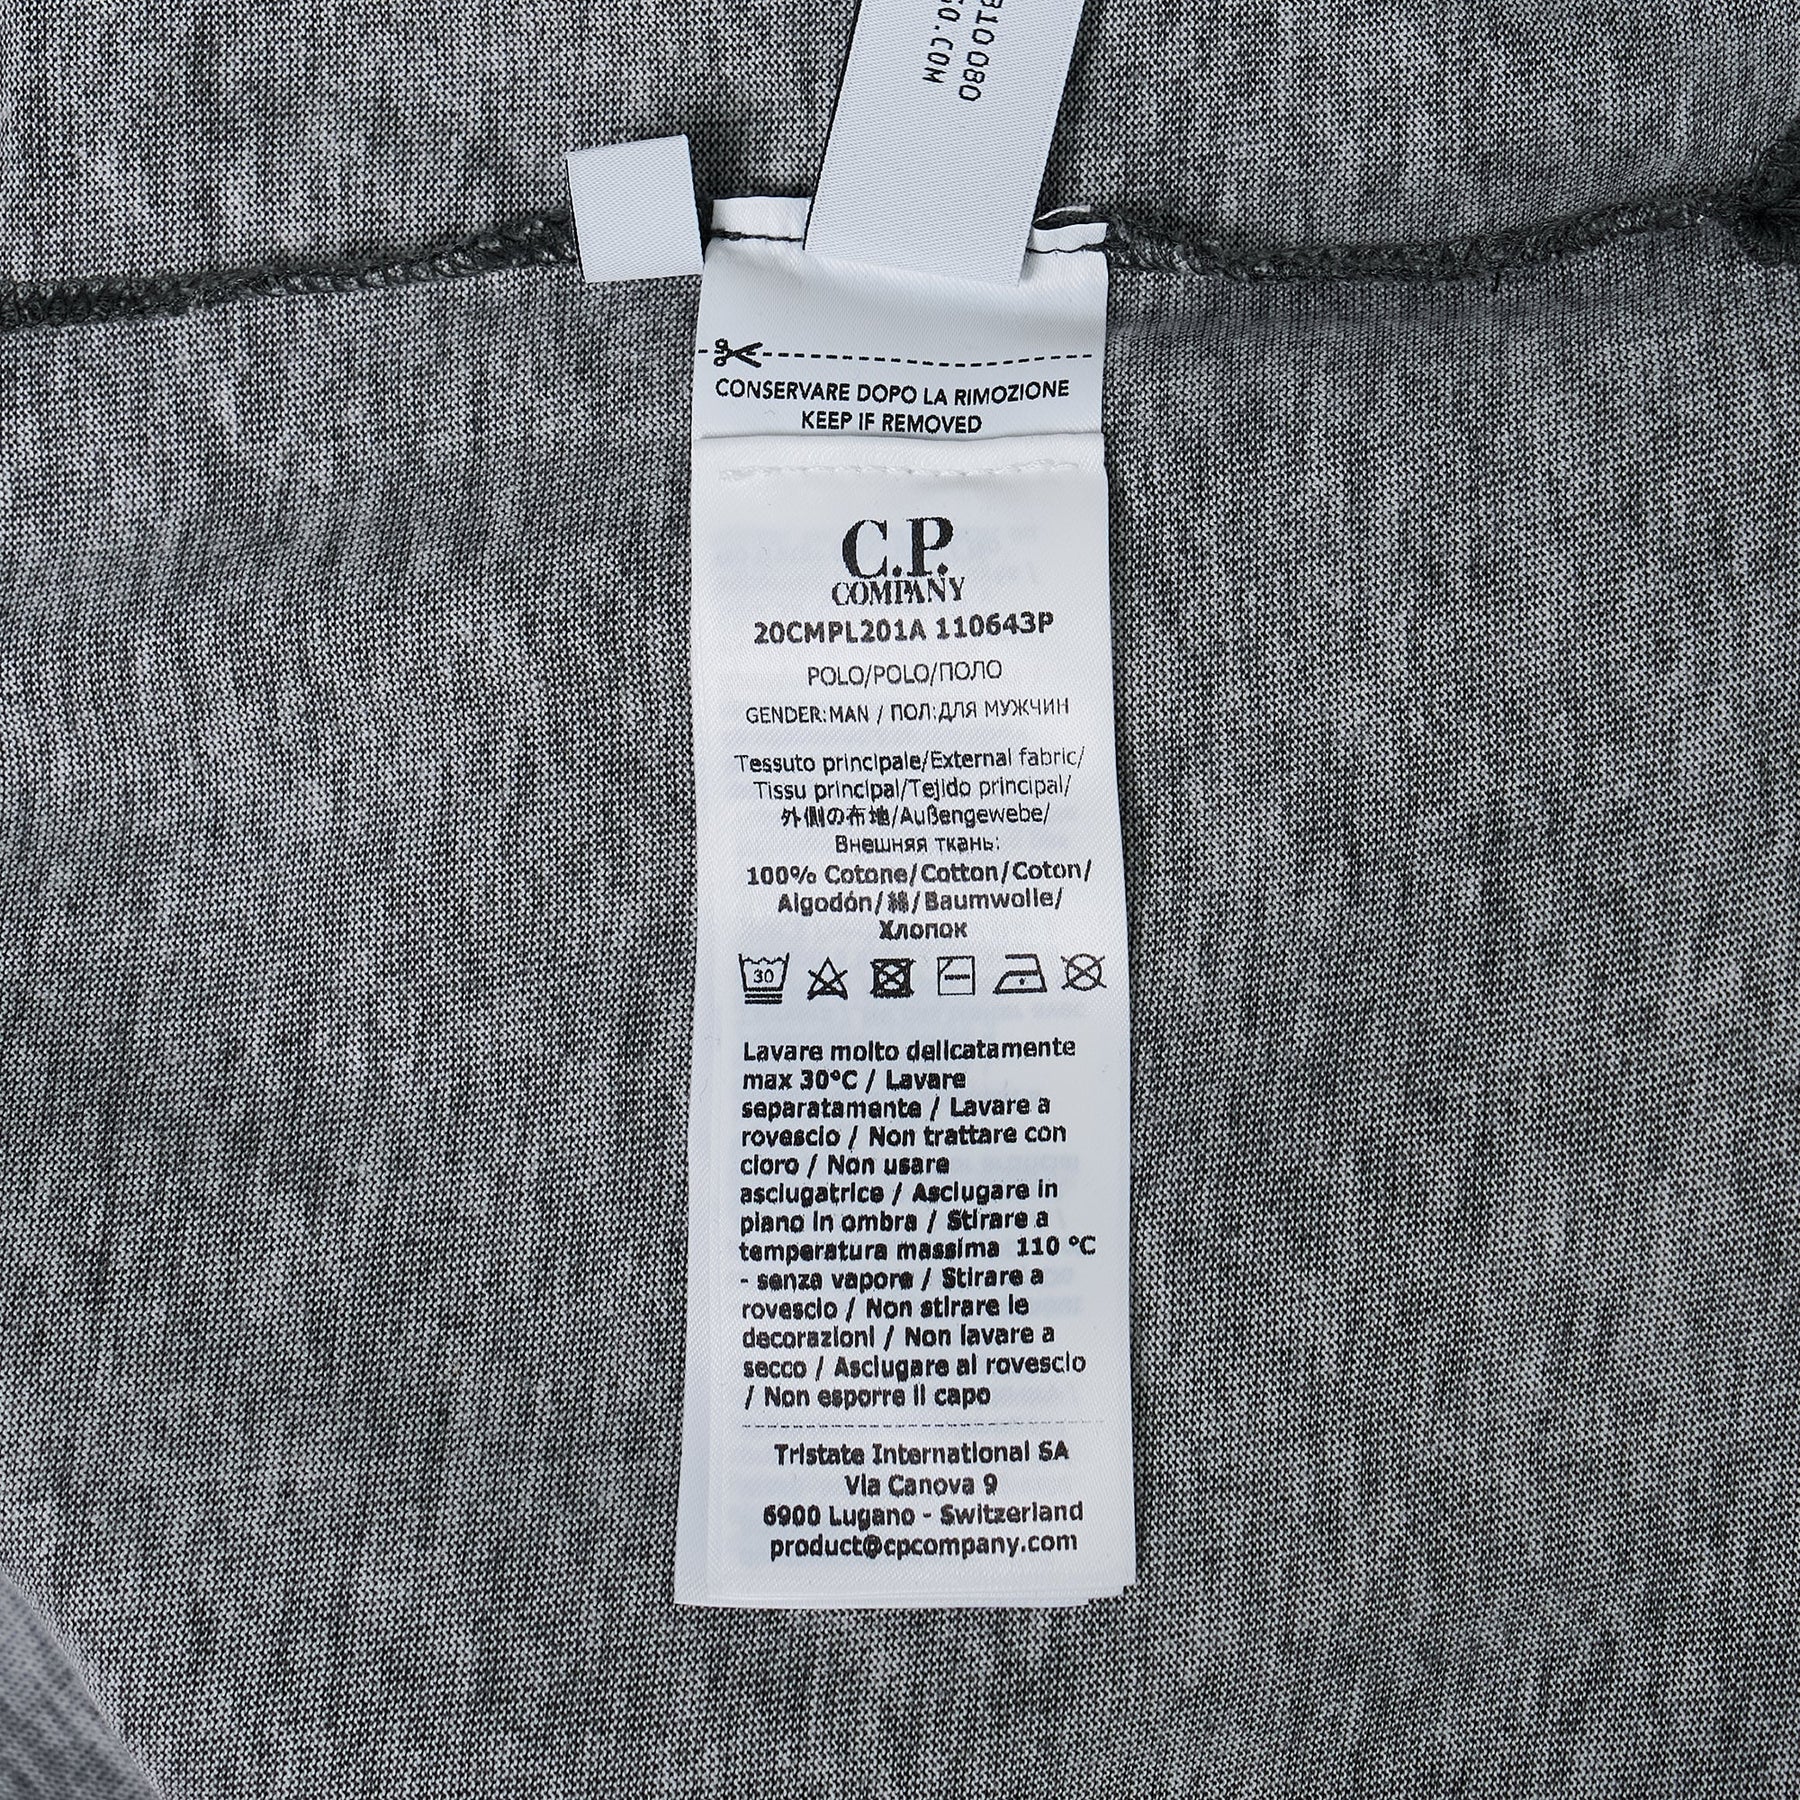 310080
GO.COM
CONSERVARE DOPO LA RIMOZIONE
KEEP IF REMOVED
C.P.
COMPANY
20CMPL201A 110643P
POLO/POLO/ПОЛО
GENDER:MAN / ПОЛ:ДЛЯ МУЖЧИН
Tessuto principale/External fabric/
Tissu principal/Tejido principal/
外側の布地/Außengewebe/
Внешняя ткань:
100% Cotone/Cotton/Coton/
Algodón/綿/Baumwolle/
Хлопок
30
Lavare molto delicatamente
max 30°C / Lavare
separatamente / Lavare a
rovescio / Non trattare con
cloro / Non usare
asciugatrice / Asciugare in
piano in ombra / Stirare a
temperatura massima 110 °C
- senza vapore / Stirare a
rovescio / Non stirare le
decorazioni / Non lavare a
secco / Asciugare al rovescio
/ Non esporre il capo
Tristate International SA
Via Canova 9
6900 Lugano - Switzerland
product@cpcompany.com